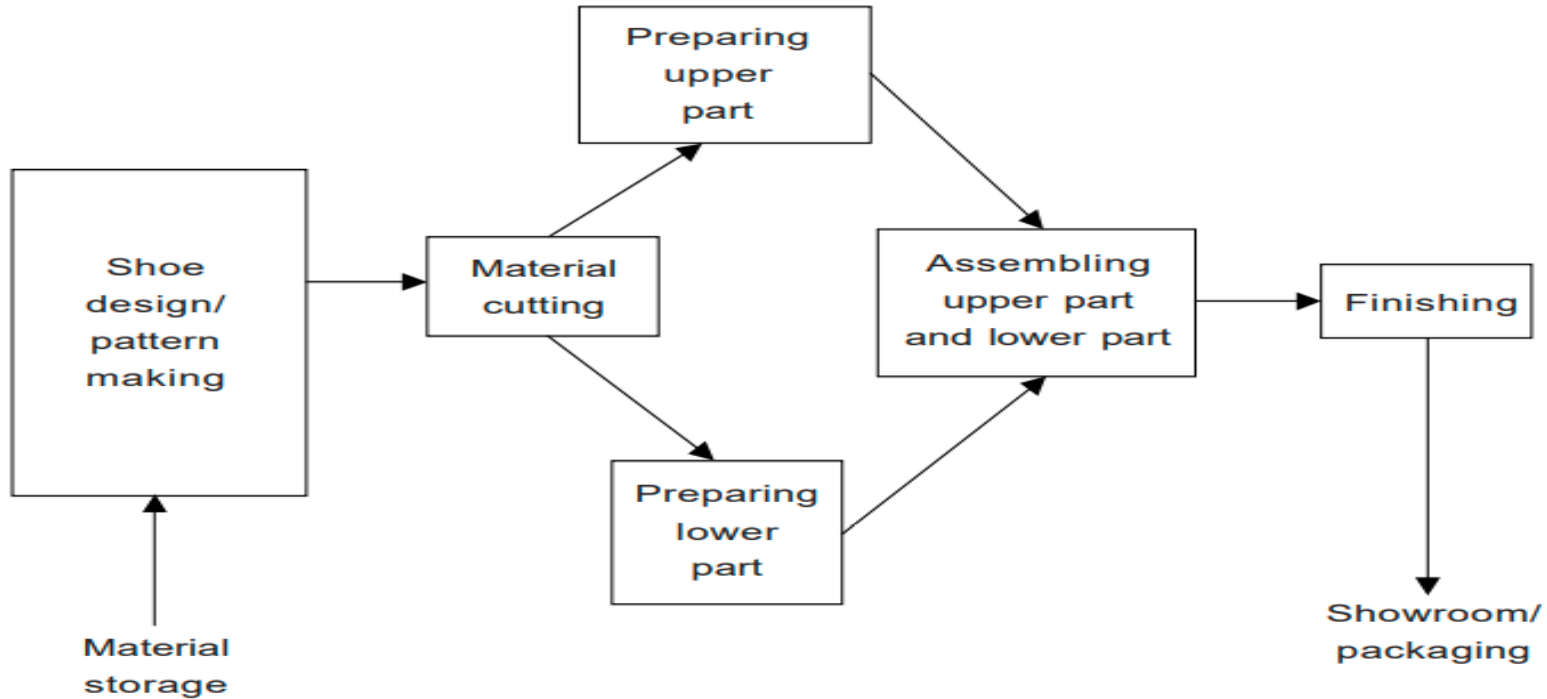 Preparing
upper
part
Shoe
design/
pattern
making
Material
cutting
Assembling
upper part
and lower part
Finishing
Preparing
lower
part
Material
storage
Showroom/
packaging